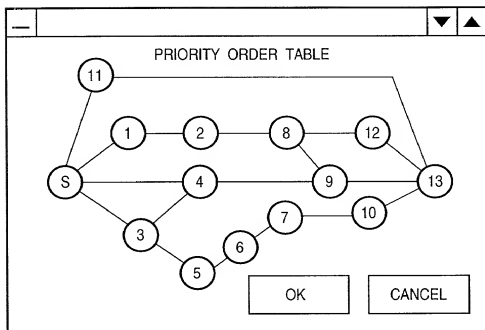 PRIORITY ORDER TABLE
11
1 2 8 12
S 4 9 13
3 7 10
6
5
OK CANCEL